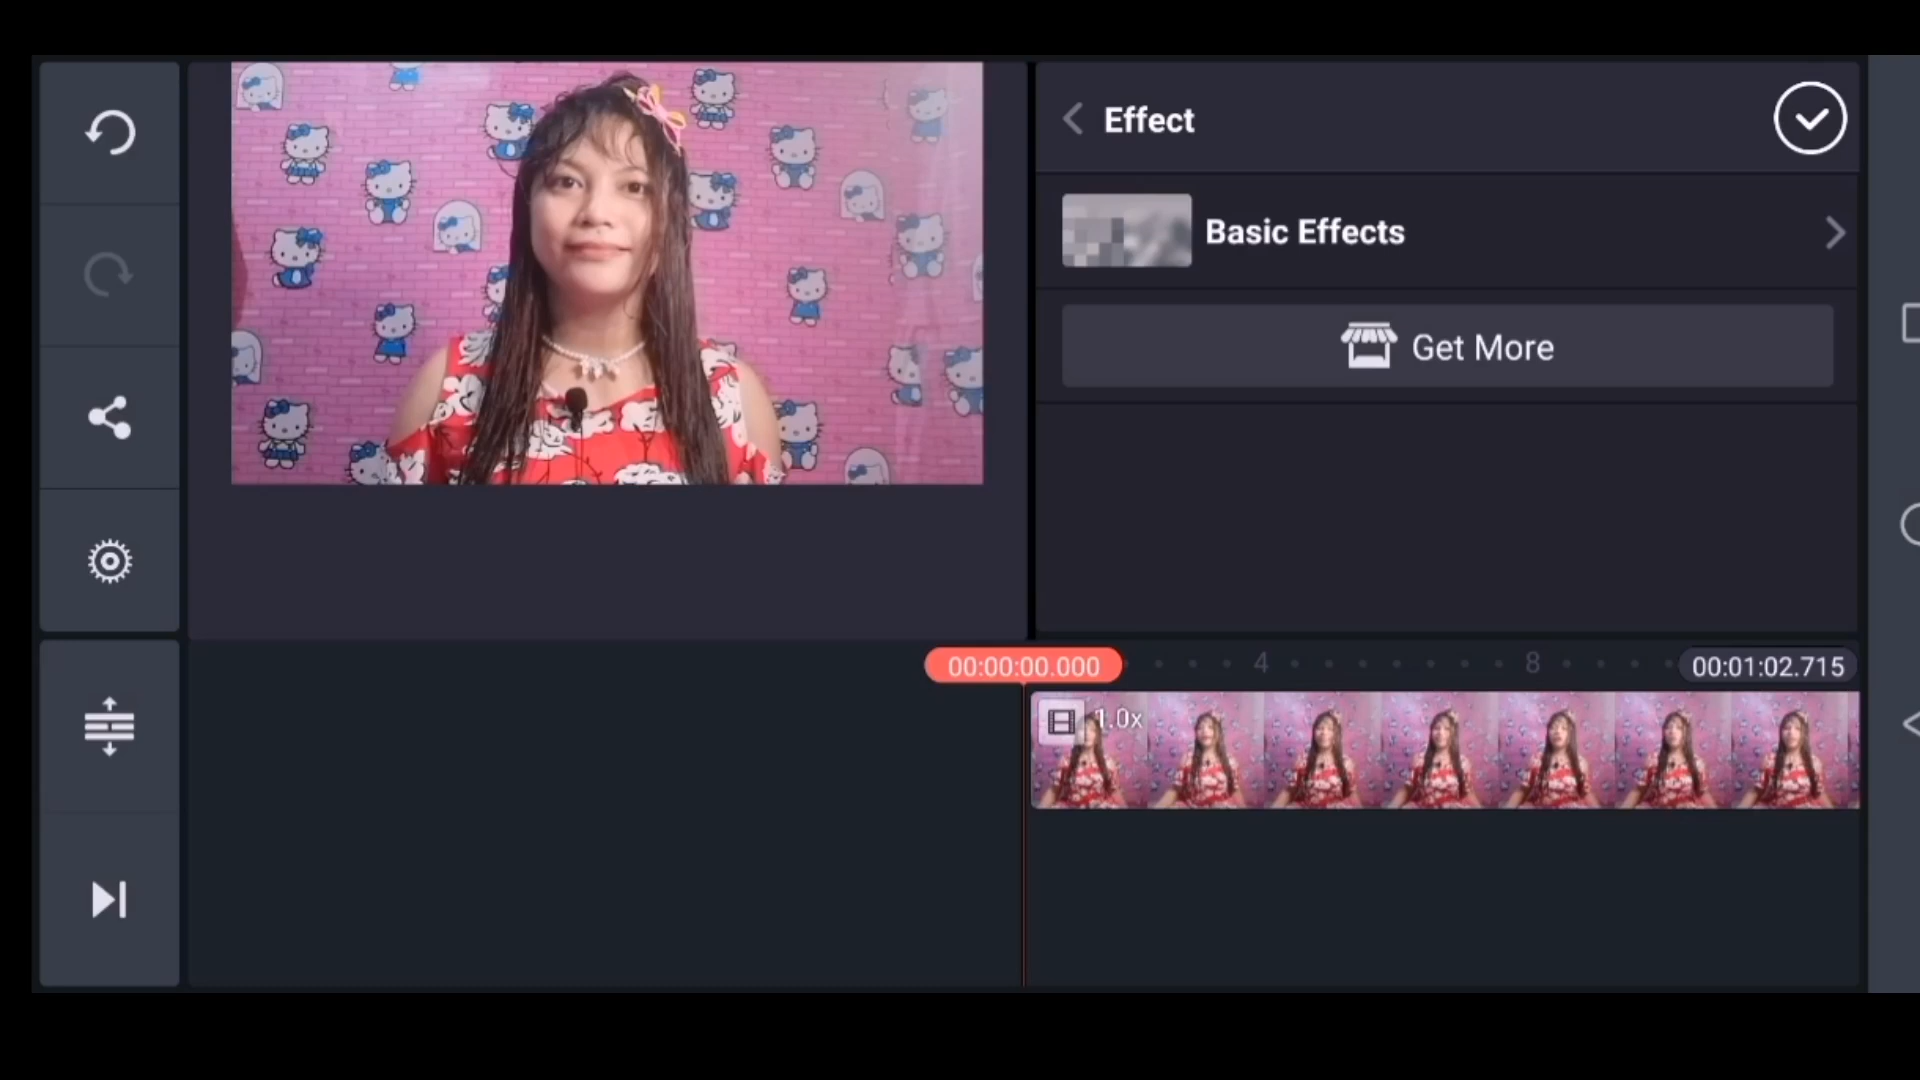 Effect
Basic Effects
Get More
00:00:00.000
4
8
00:01:02.715
1.0x